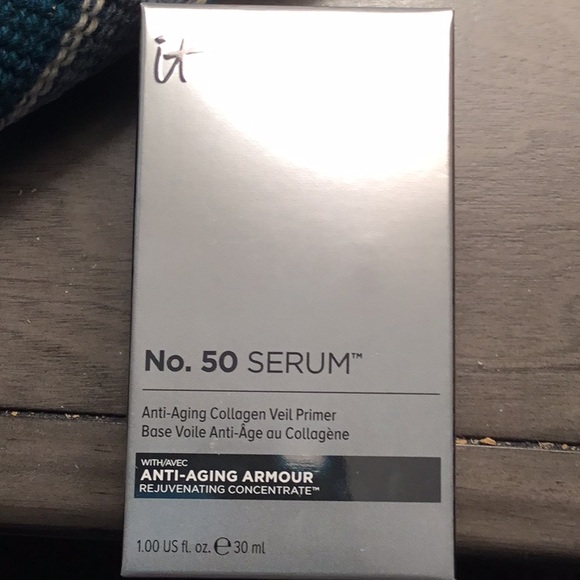 it
No. 50 SERUM™
Anti-Aging Collagen Veil Primer
Base Voile Anti-Âge au Collagène
WITH/AVEC
ANTI-AGING ARMOUR
REJUVENATING CONCENTRATE™
1.00 US fl. oz. ℮ 30 ml